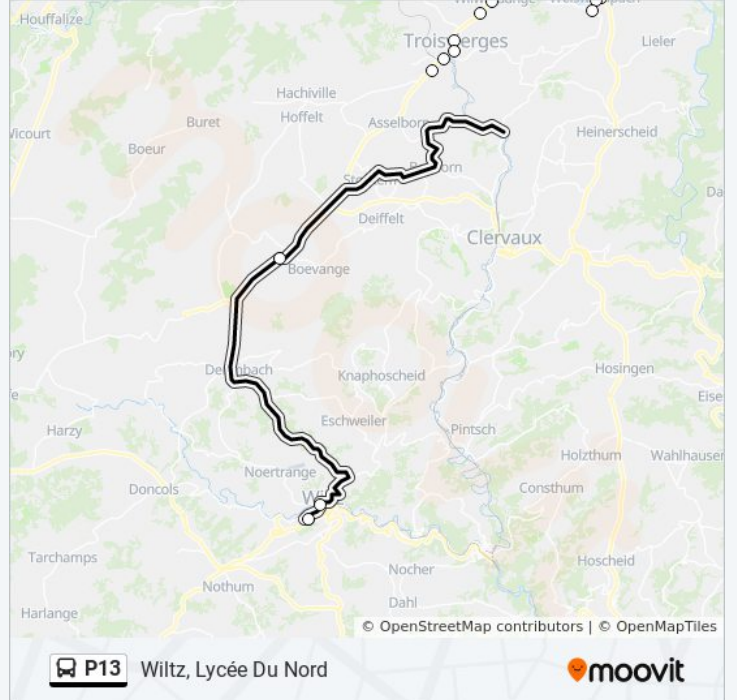 Houffalize
Troisvierges
Lieler
Hachiville
Hoffelt
Buret
Asselborn
Heinerscheid
Boeur
Deiffelt
Clervaux
Boevange
Hosingen
Knaphoscheid
Eschweiler
Harzy
Pintsch
Holzthum
Wahlhausen
Noertrange
Doncols
Consthum
Wiltz
Tarchamps
Hoscheid
Nocher
Nothum
Dahl
Harlange
© OpenStreetMap contributors | © OpenMapTiles
P13 Wiltz, Lycée Du Nord
moovit